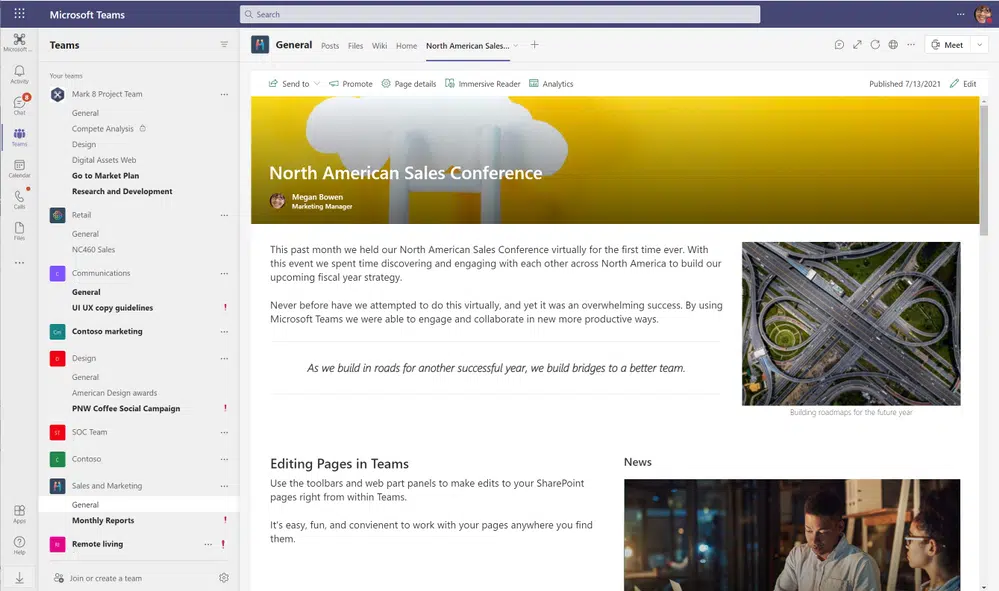 Microsoft Teams
Search
Microsoft ...
Activity
Chat
8
Teams
Calendar
Calls
Files
Apps
Help
Teams
Your teams
Mark 8 Project Team
General
Compete Analysis
Design
Digital Assets Web
Go to Market Plan
Research and Development
Retail
General
NC460 Sales
C
Communications
General
UI UX copy guidelines
!
Cm
Contoso marketing
D
Design
General
American Design awards
PNW Coffee Social Campaign
!
ST
SOC Team
C
Contoso
Sales and Marketing
General
Monthly Reports
!
Remote living
!
Join or create a team
General
Posts
Files
Wiki
Home
North American Sales...
Meet
Send to
Promote
Page details
Immersive Reader
Analytics
Published 7/13/2021
Edit
North American Sales Conference
Megan Bowen
Marketing Manager
This past month we held our North American Sales Conference virtually for the first time ever. With
this event we spent time discovering and engaging with each other across North America to build our
upcoming fiscal year strategy.
Never before have we attempted to do this virtually, and yet it was an overwhelming success. By using
Microsoft Teams we were able to engage and collaborate in new more productive ways.
As we build in roads for another successful year, we build bridges to a better team.
Building roadmaps for the future year
Editing Pages in Teams
Use the toolbars and web part panels to make edits to your SharePoint
pages right from within Teams.
It's easy, fun, and convienent to work with your pages anywhere you find
them.
News